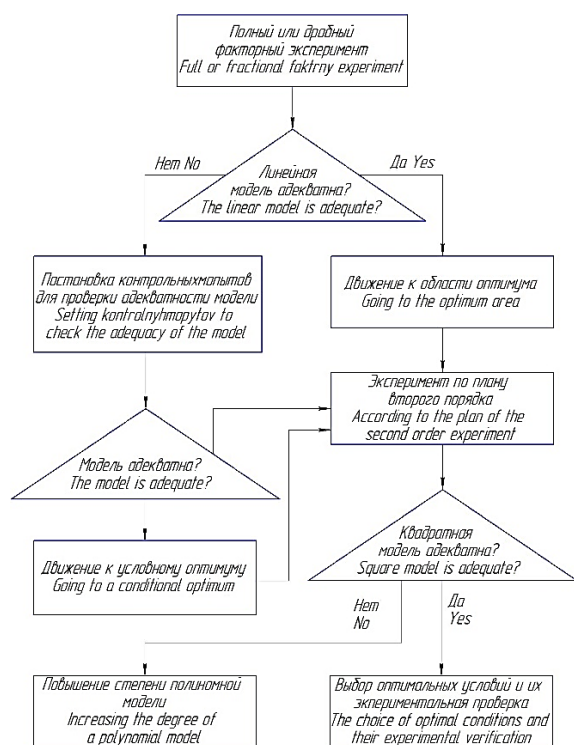 Полный или дробный
факторный эксперимент
Full or fractional faktrny experiment
Нет No
Да Yes
Линейная
модель адекватна?
The linear model is adequate?
Постановка контрольныхмапытов
для проверки адекватности модели
Setting kontrolnyhmopytov to
check the adequacy of the model
Движение к области оптимума
Going to the optimum area
Эксперимент по плану
второго порядка
According to the plan of the
second order experiment
Модель адекватна?
The model is adequate?
Квадратная
модель адекватна?
Square model is adequate?
Движение к условному оптимуму
Going to a conditional optimum
Нет
No
Да
Yes
Повышение степени полиномной
модели
Increasing the degree of
a polynomial model
Выбор оптимальных условий и их
экпериментальная проверка
The choice of optimal conditions and
their experimental verification